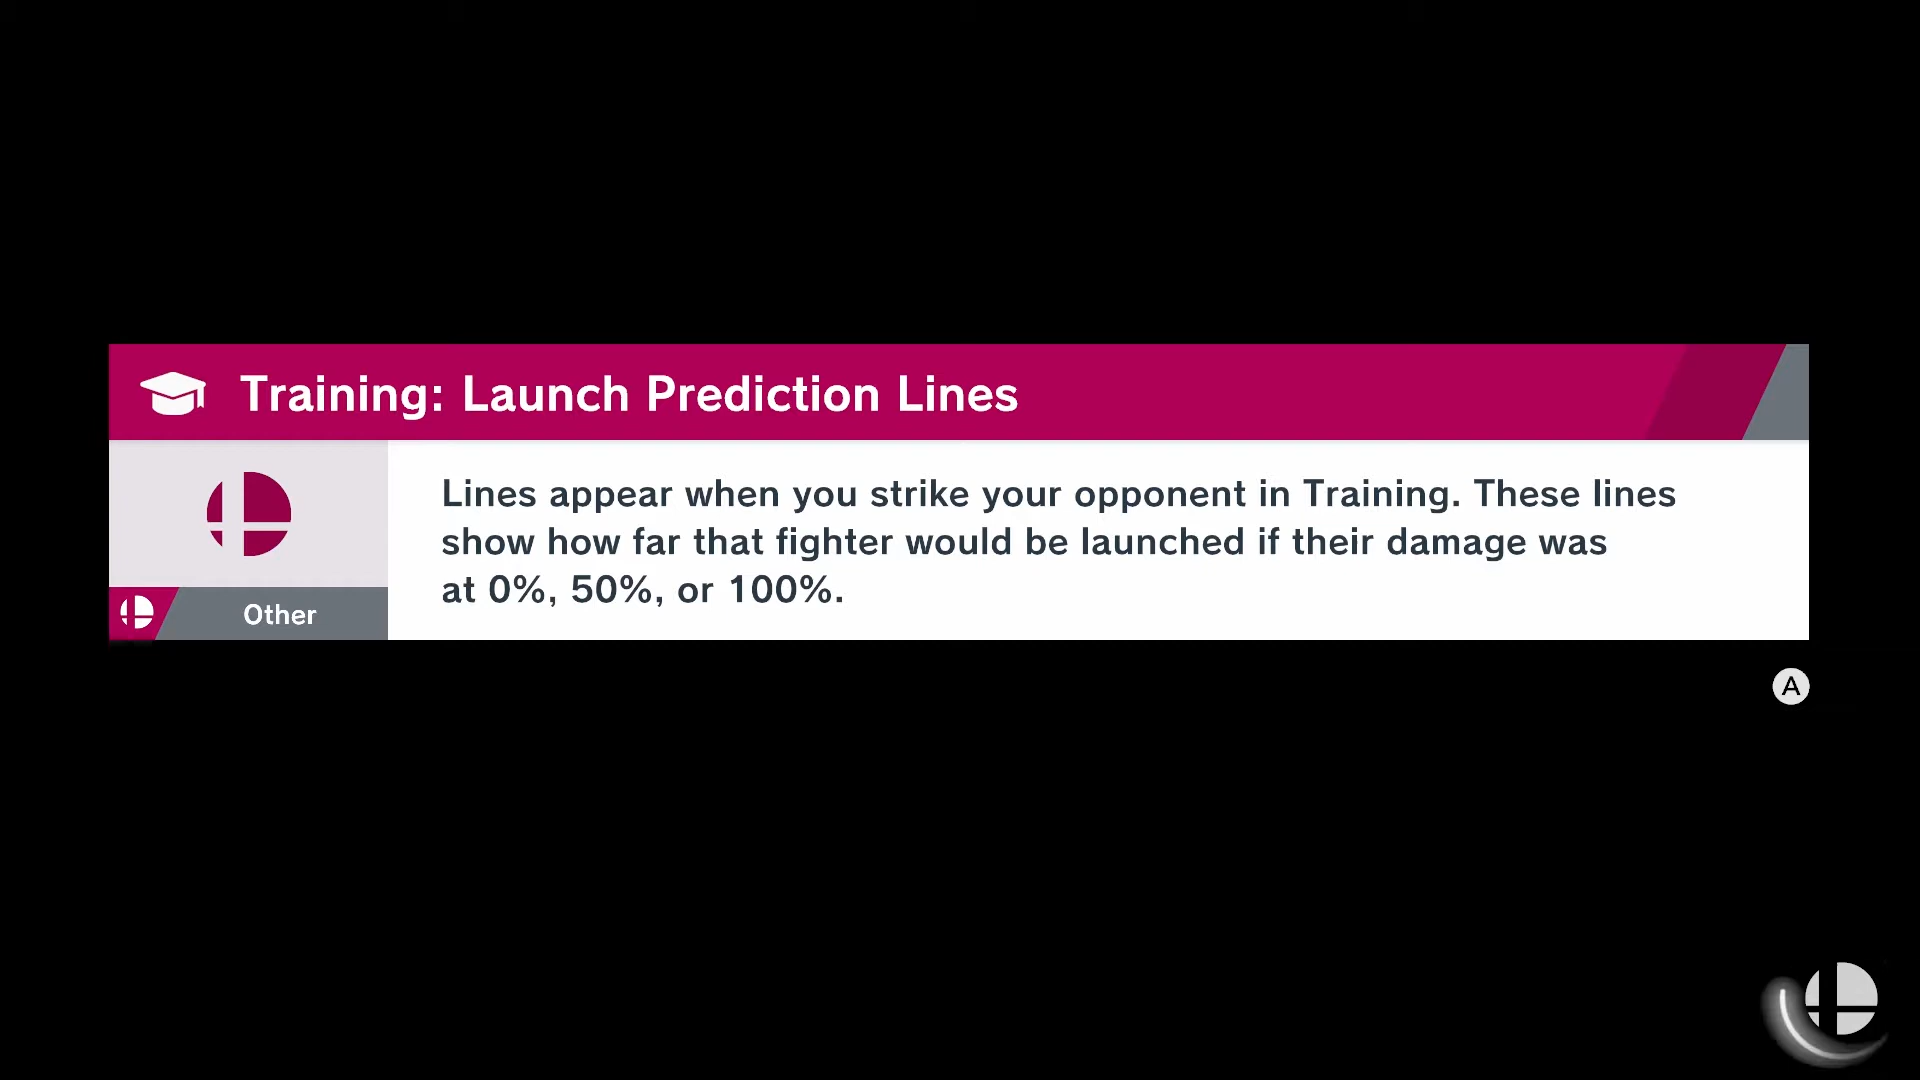 Training: Launch Prediction Lines
Lines appear when you strike your opponent in Training. These lines
show how far that fighter would be launched if their damage was
at 0%, 50%, or 100%.
Other
A